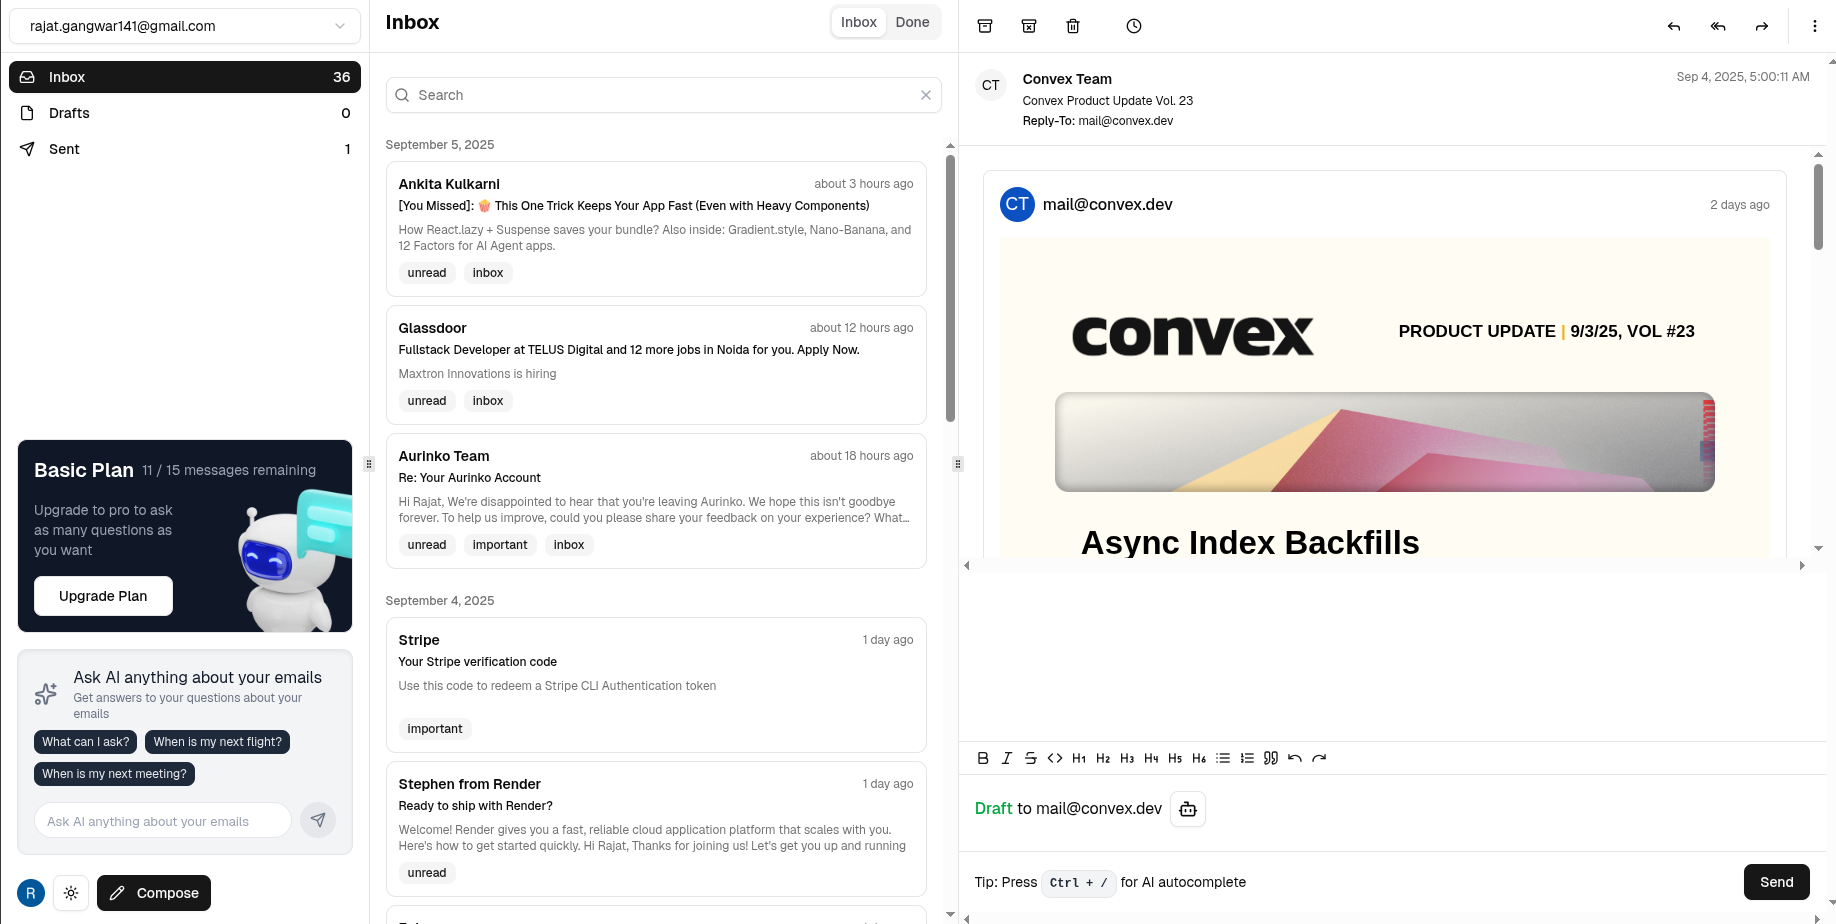 rajat.gangwar141@gmail.com
Inbox 36
Drafts 0
Sent 1
Basic Plan 11 / 15 messages remaining
Upgrade to pro to ask
as many questions as
you want
Upgrade Plan
Ask AI anything about your emails
Get answers to your questions about your
emails
What can I ask? When is my next flight?
When is my next meeting?
Ask AI anything about your emails
R Compose
Inbox Inbox Done
Search
September 5, 2025
Ankita Kulkarni about 3 hours ago
[You Missed]: 🍿 This One Trick Keeps Your App Fast (Even with Heavy Components)
How React.lazy + Suspense saves your bundle? Also inside: Gradient.style, Nano-Banana, and
12 Factors for AI Agent apps.
unread inbox
Glassdoor about 12 hours ago
Fullstack Developer at TELUS Digital and 12 more jobs in Noida for you. Apply Now.
Maxtron Innovations is hiring
unread inbox
Aurinko Team about 18 hours ago
Re: Your Aurinko Account
Hi Rajat, We're disappointed to hear that you're leaving Aurinko. We hope this isn't goodbye
forever. To help us improve, could you please share your feedback on your experience? What...
unread important inbox
September 4, 2025
Stripe 1 day ago
Your Stripe verification code
Use this code to redeem a Stripe CLI Authentication token
important
Stephen from Render 1 day ago
Ready to ship with Render?
Welcome! Render gives you a fast, reliable cloud application platform that scales with you.
Here's how to get started quickly. Hi Rajat, Thanks for joining us! Let's get you up and running
unread
CT Convex Team Sep 4, 2025, 5:00:11 AM
Convex Product Update Vol. 23
Reply-To: mail@convex.dev
CT mail@convex.dev 2 days ago
convex PRODUCT UPDATE | 9/3/25, VOL #23
Async Index Backfills
B I S <> H1 H2 H3 H4 H5 H6
Draft to mail@convex.dev
Tip: Press Ctrl + / for AI autocomplete
Send